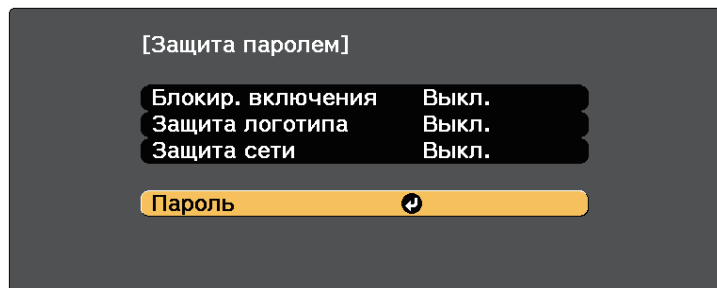 [Защита паролем]
Блокир. включения Выкл.
Защита логотипа Выкл.
Защита сети Выкл.
Пароль